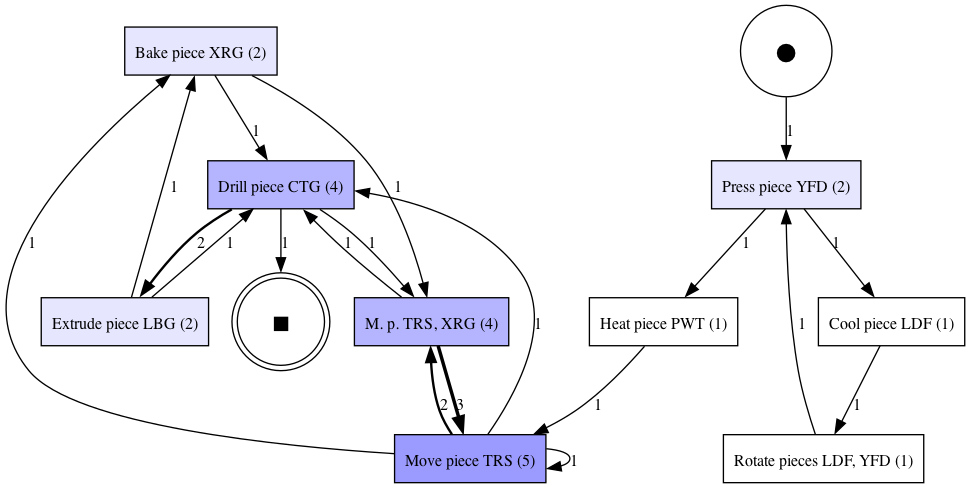 Bake piece XRG (2)
1
1
Drill piece CTG (4)
Press piece YFD (2)
1
1
1
2
1
1
1
1
1
1
Extrude piece LBG (2)
M. p. TRS, XRG (4)
Heat piece PWT (1)
Cool piece LDF (1)
1
1
2
3
1
1
Move piece TRS (5)
1
Rotate pieces LDF, YFD (1)